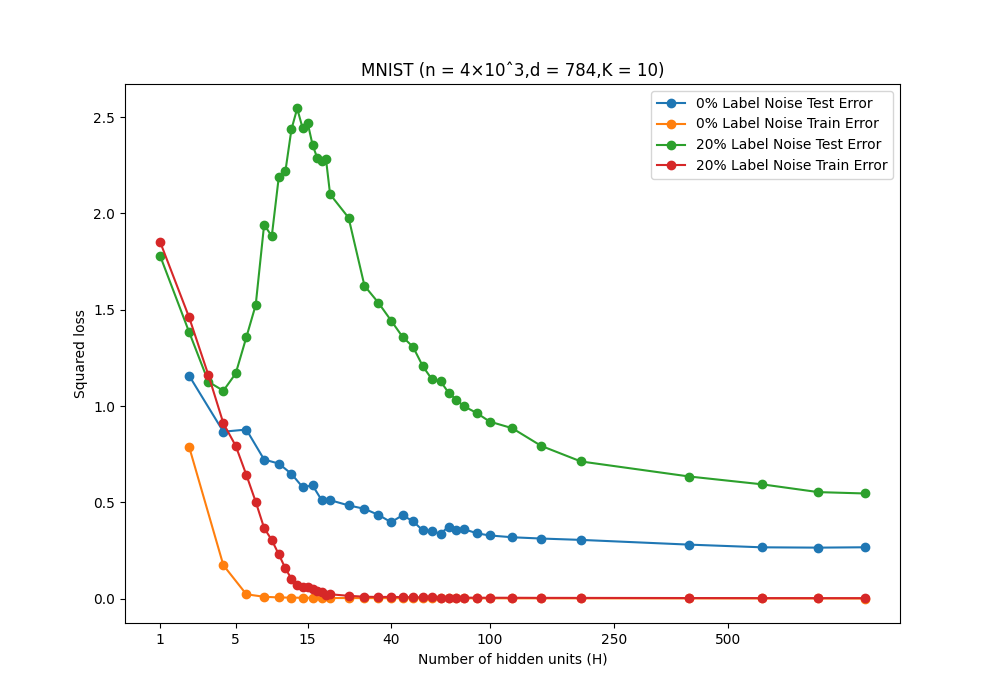 MNIST (n = 4×10ˆ3,d = 784,K = 10)
0% Label Noise Test Error
0% Label Noise Train Error
20% Label Noise Test Error
20% Label Noise Train Error
Squared loss
2.5
2.0
1.5
1.0
0.5
0.0
1 5 15 40 100 250 500
Number of hidden units (H)